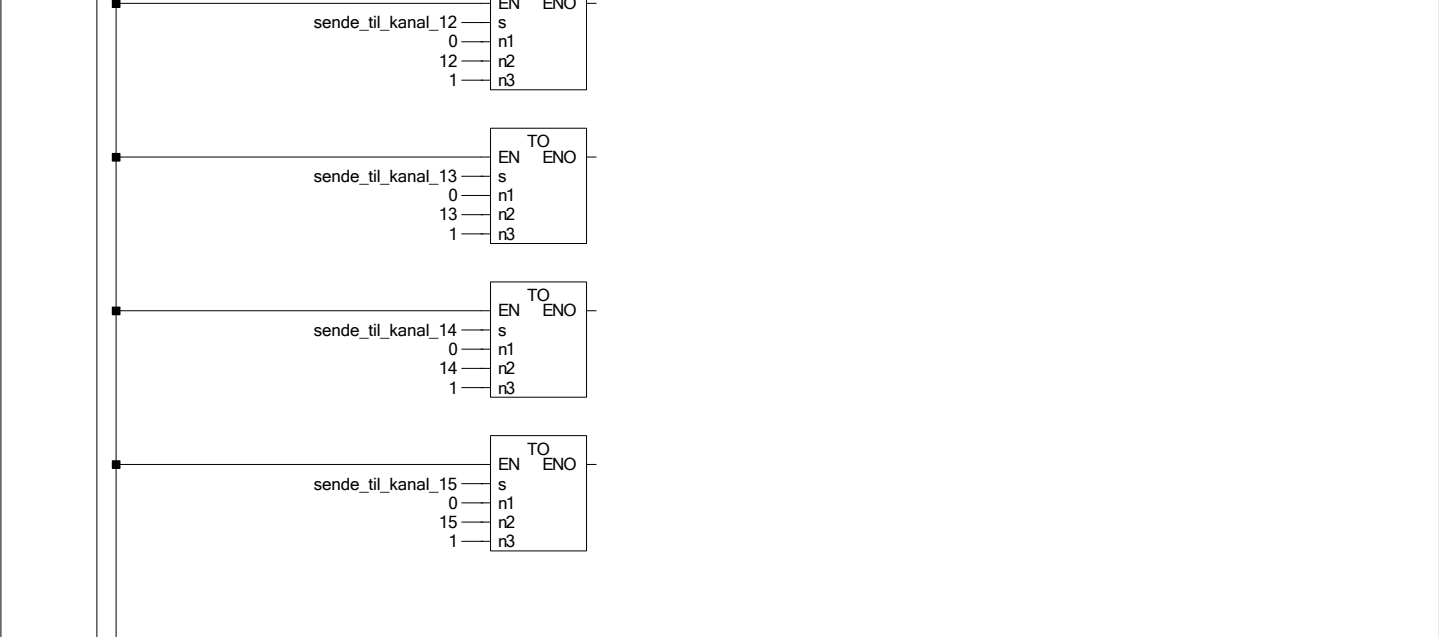 EN ENO
sende_til_kanal_12 s
0 n1
12 n2
1 n3
TO
EN ENO
sende_til_kanal_13 s
0 n1
13 n2
1 n3
TO
EN ENO
sende_til_kanal_14 s
0 n1
14 n2
1 n3
TO
EN ENO
sende_til_kanal_15 s
0 n1
15 n2
1 n3